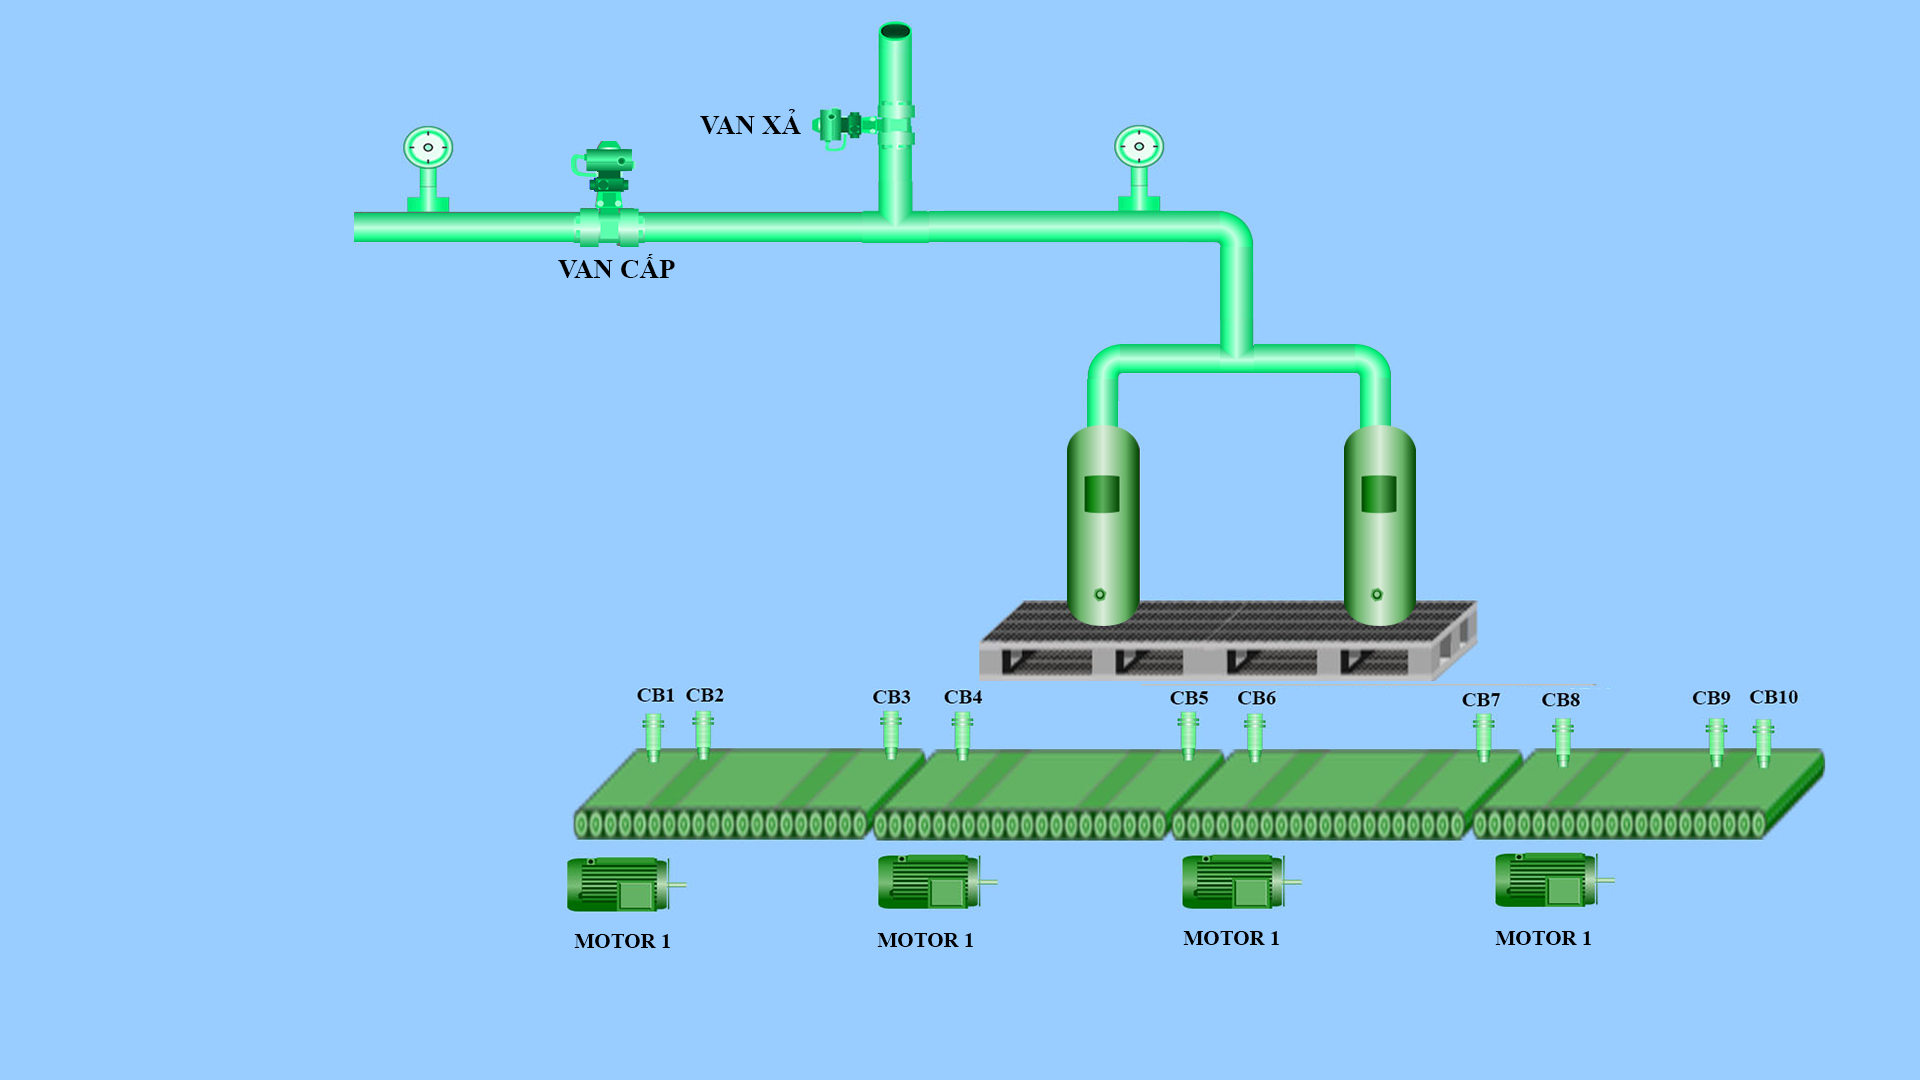 VAN XẢ
VAN CẤP
CB1
CB2
CB3
CB4
CB5
CB6
CB7
CB8
CB9
CB10
MOTOR 1
MOTOR 1
MOTOR 1
MOTOR 1